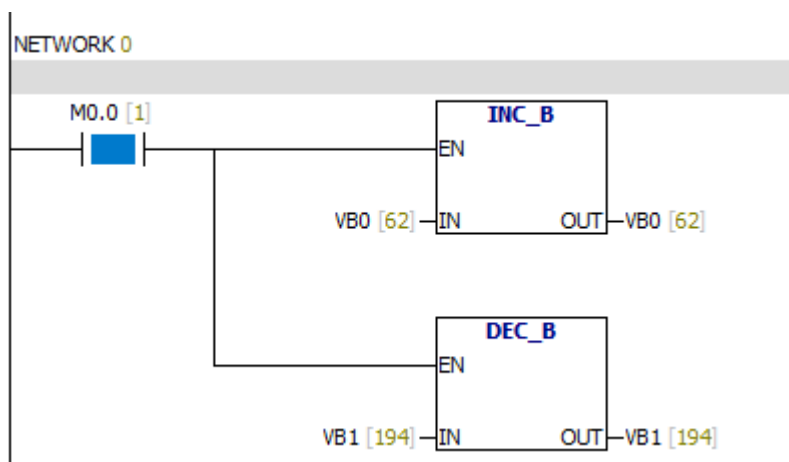 NETWORK 0
M0.0 [1]
INC_B
EN
VB0 [62] IN OUT VB0 [62]
DEC_B
EN
VB1 [194] IN OUT VB1 [194]